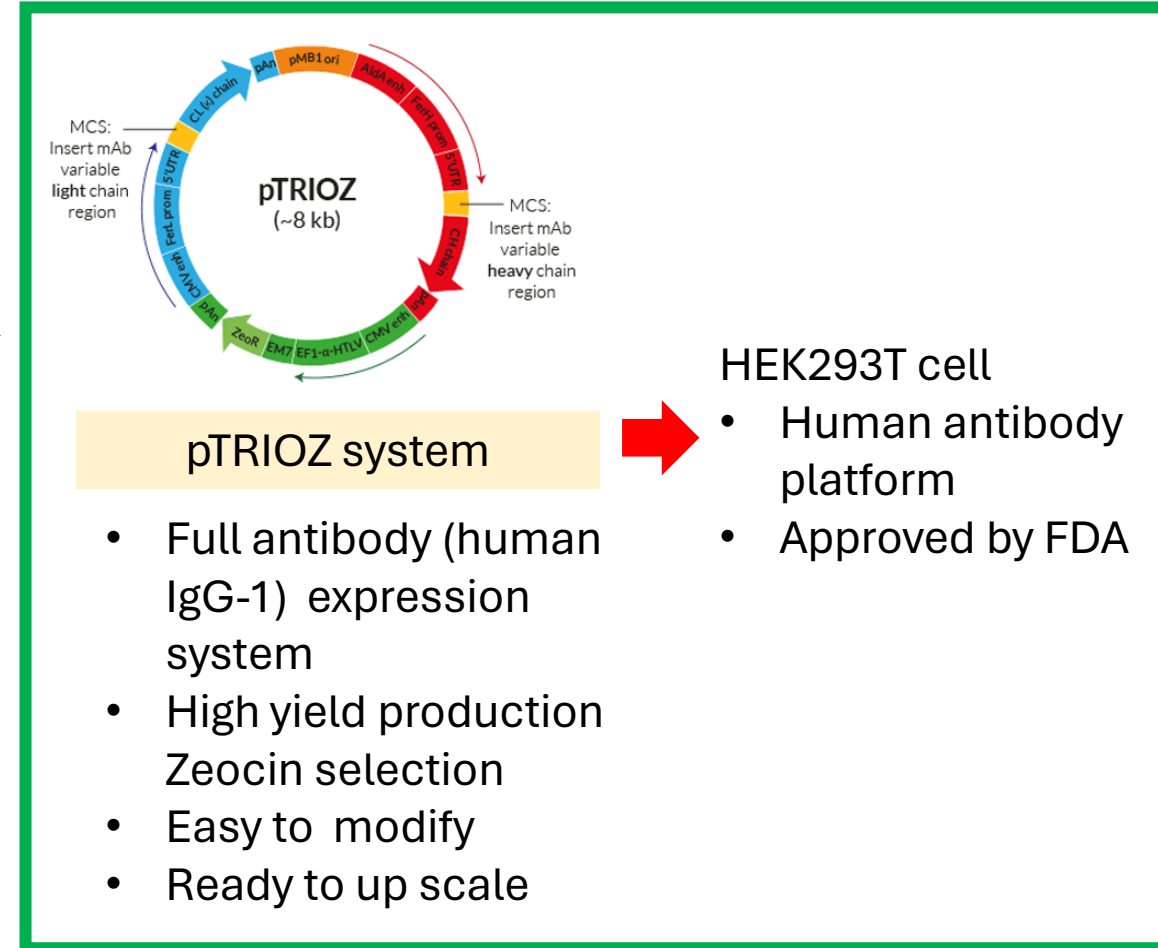 pAn
pMB1 ori
AldA enh
FerH prom
5'UTR
MCS:
Insert mAb
variable
heavy chain
region
CH chain
pAn
CMV enh
EF1-α-HTLV
EM7
ZeoR
pAn
CMV enh
FerL prom
5'UTR
MCS:
Insert mAb
variable
light chain
region
CL (κ) chain
pTRIOZ
(~8 kb)
pTRIOZ system
• Full antibody (human
IgG-1) expression
system
• High yield production
Zeocin selection
• Easy to modify
• Ready to up scale
HEK293T cell
• Human antibody
platform
• Approved by FDA